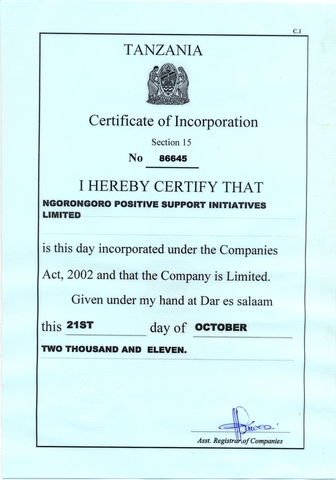 C.1
TANZANIA
Certificate of Incorporation
Section 15
No 86645
I HEREBY CERTIFY THAT
NGORONGORO POSITIVE SUPPORT INITIATIVES
LIMITED
is this day incorporated under the Companies
Act, 2002 and that the Company is Limited.
Given under my hand at Dar es salaam
this 21ST day of OCTOBER
TWO THOUSAND AND ELEVEN.
Asst. Registrar of Companies